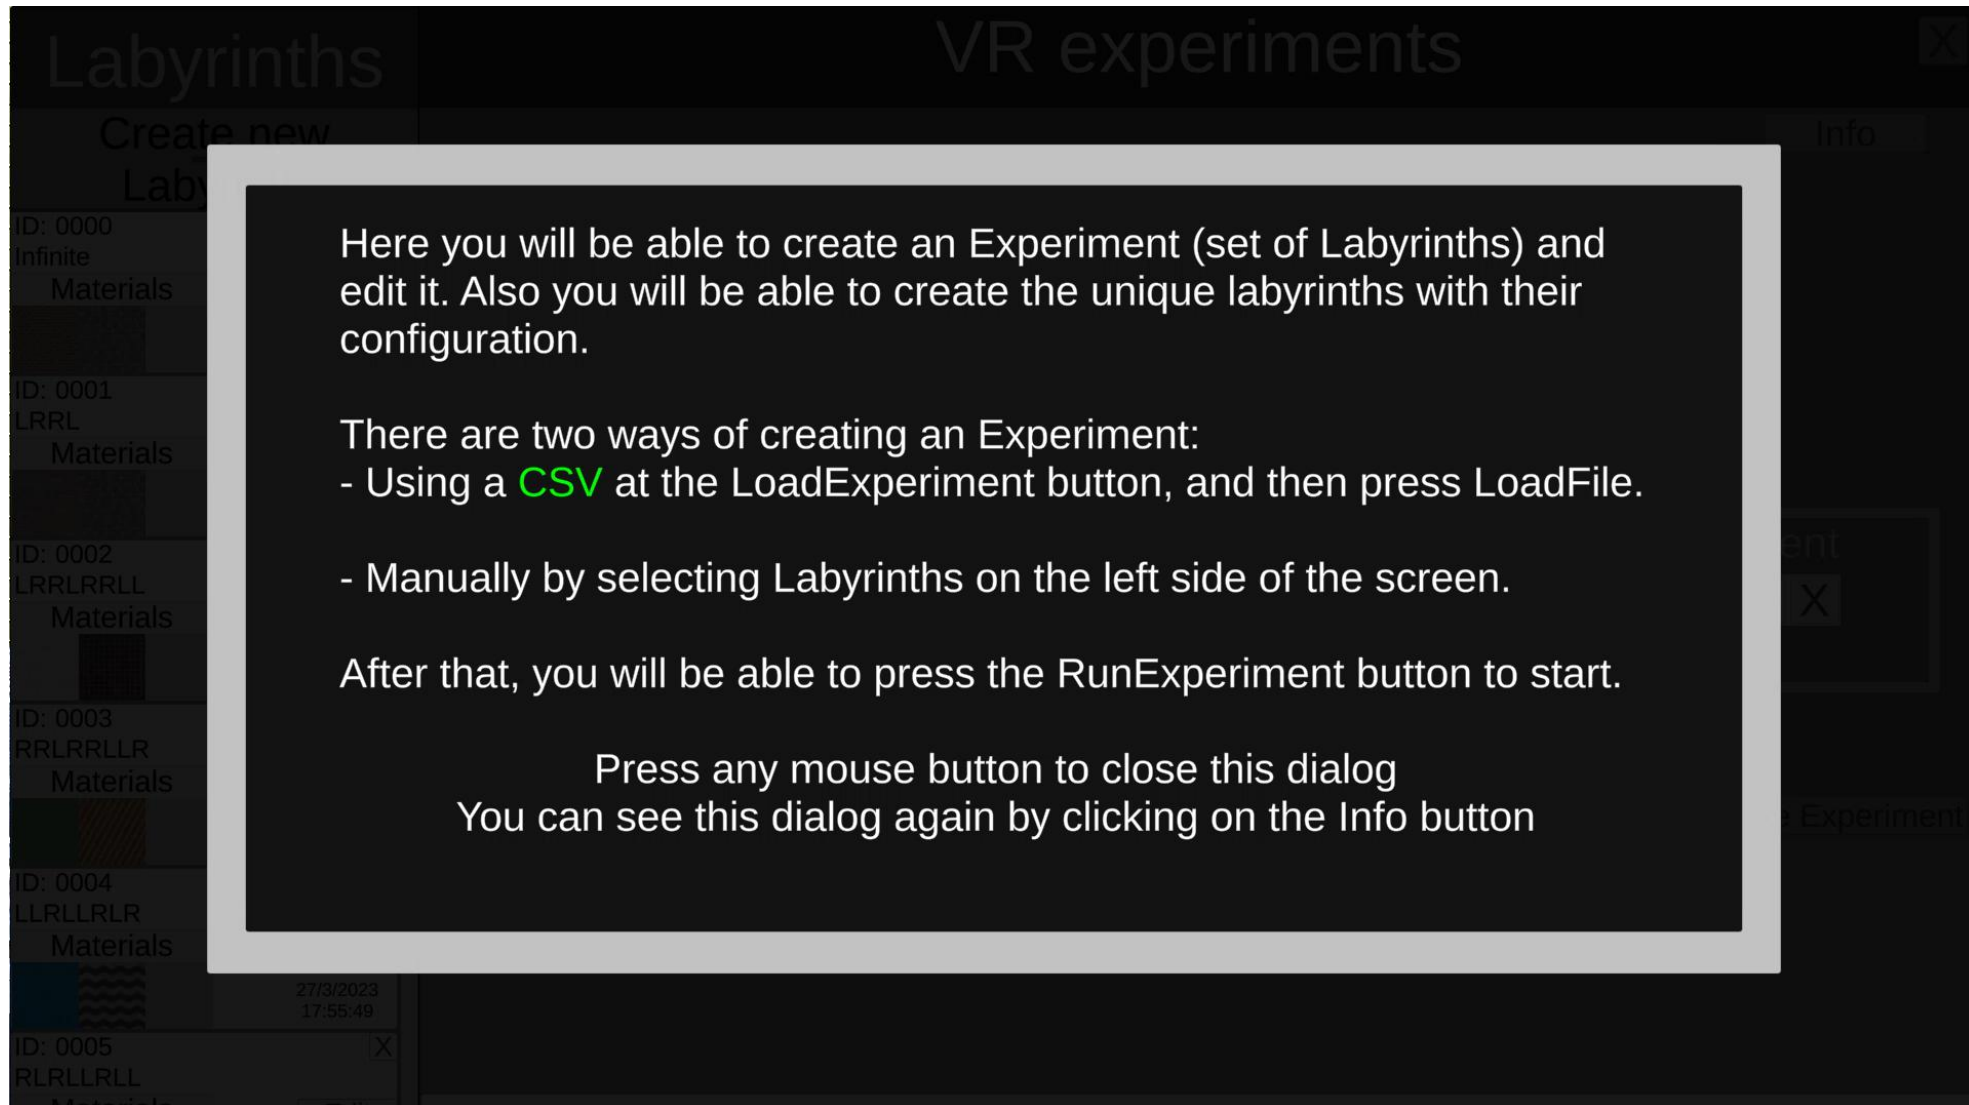 Labyrinths
VR experiments
X
Create new
Info
ID: 0000
Infinite
Materials
ID: 0001
LRRL
Materials
ID: 0002
LRRLRRLL
Materials
ID: 0003
RRLRRLLR
Materials
ID: 0004
LLRLLRLR
Materials
27/3/2023
17:55:49
ID: 0005
X
RLRLLRLL
Materials
Here you will be able to create an Experiment (set of Labyrinths) and
edit it. Also you will be able to create the unique labyrinths with their
configuration.
There are two ways of creating an Experiment:
- Using a CSV at the LoadExperiment button, and then press LoadFile.
- Manually by selecting Labyrinths on the left side of the screen.
After that, you will be able to press the RunExperiment button to start.
Press any mouse button to close this dialog
You can see this dialog again by clicking on the Info button
X
Experiment